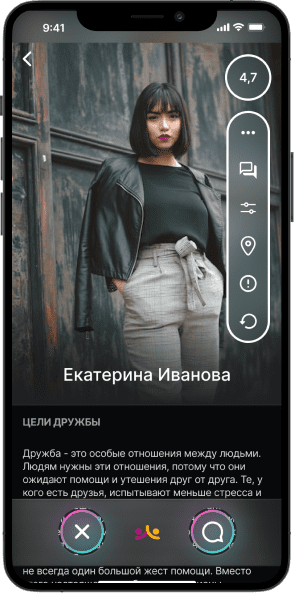 9:41
4,7
Екатерина Иванова
ЦЕЛИ ДРУЖБЫ
Дружба - это особые отношения между людьми.
Людям нужны эти отношения, потому что они
ожидают помощи и утешения друг от друга. Те, у
кого есть друзья, испытывают меньше стресса и
не всегда один большой жест помощи. Вместо